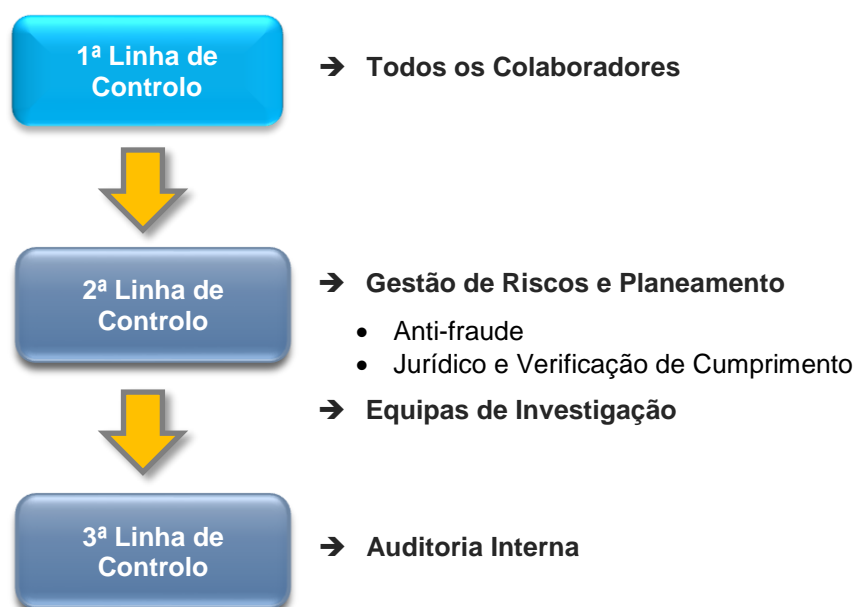 1ª Linha de
Controlo
➔ Todos os Colaboradores
2ª Linha de
Controlo
➔ Gestão de Riscos e Planeamento
• Anti-fraude
• Jurídico e Verificação de Cumprimento
➔ Equipas de Investigação
3ª Linha de
Controlo
➔ Auditoria Interna